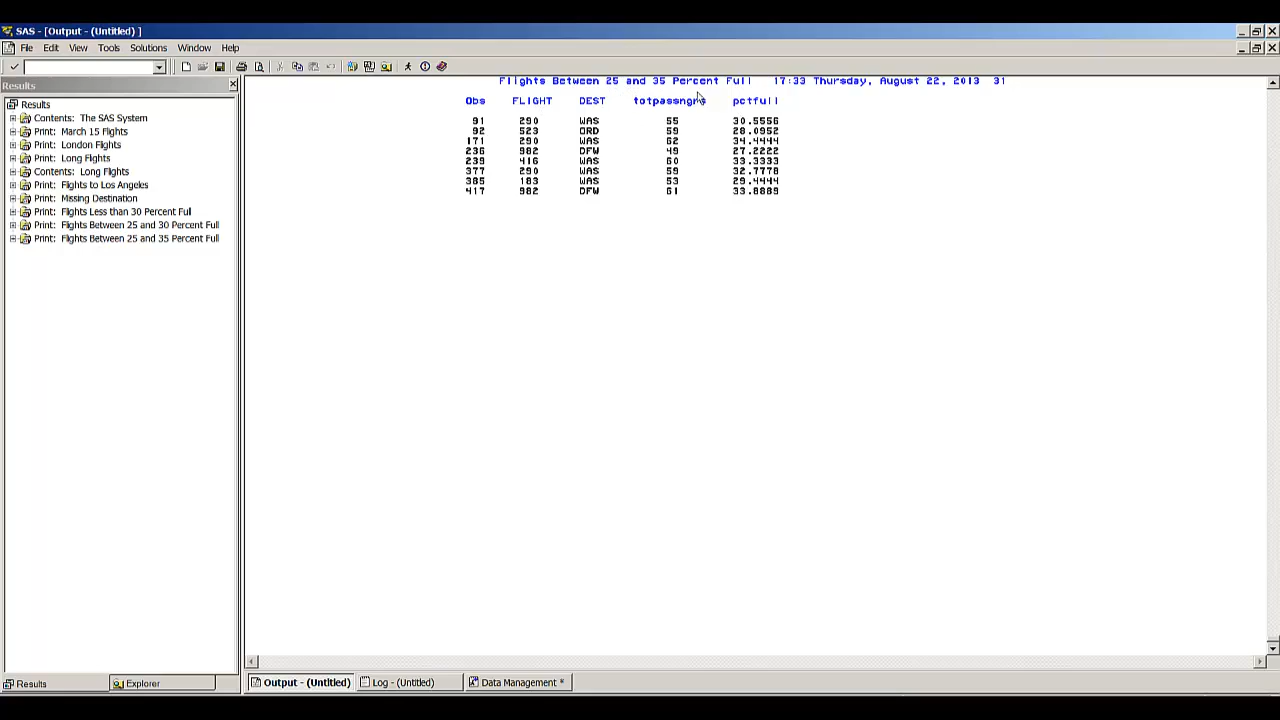 SAS - [Output - (Untitled) ]
File Edit View Tools Solutions Window Help
Results
Results
Contents: The SAS System
Print: March 15 Flights
Print: London Flights
Print: Long Flights
Contents: Long Flights
Print: Flights to Los Angeles
Print: Missing Destination
Print: Flights Less than 30 Percent Full
Print: Flights Between 25 and 30 Percent Full
Print: Flights Between 25 and 35 Percent Full
Flights Between 25 and 35 Percent Full 17:33 Thursday, August 22, 2013 31
Obs FLIGHT DEST totpassngrs pctfull
91 290 WAS 55 30.5556
92 523 ORD 59 28.0952
171 290 WAS 62 34.4444
236 982 DFW 49 27.2222
239 416 WAS 60 33.3333
377 290 WAS 59 32.7778
385 183 WAS 53 29.4444
417 982 DFW 61 33.8889
Results Explorer Output - (Untitled) Log - (Untitled) Data Management *